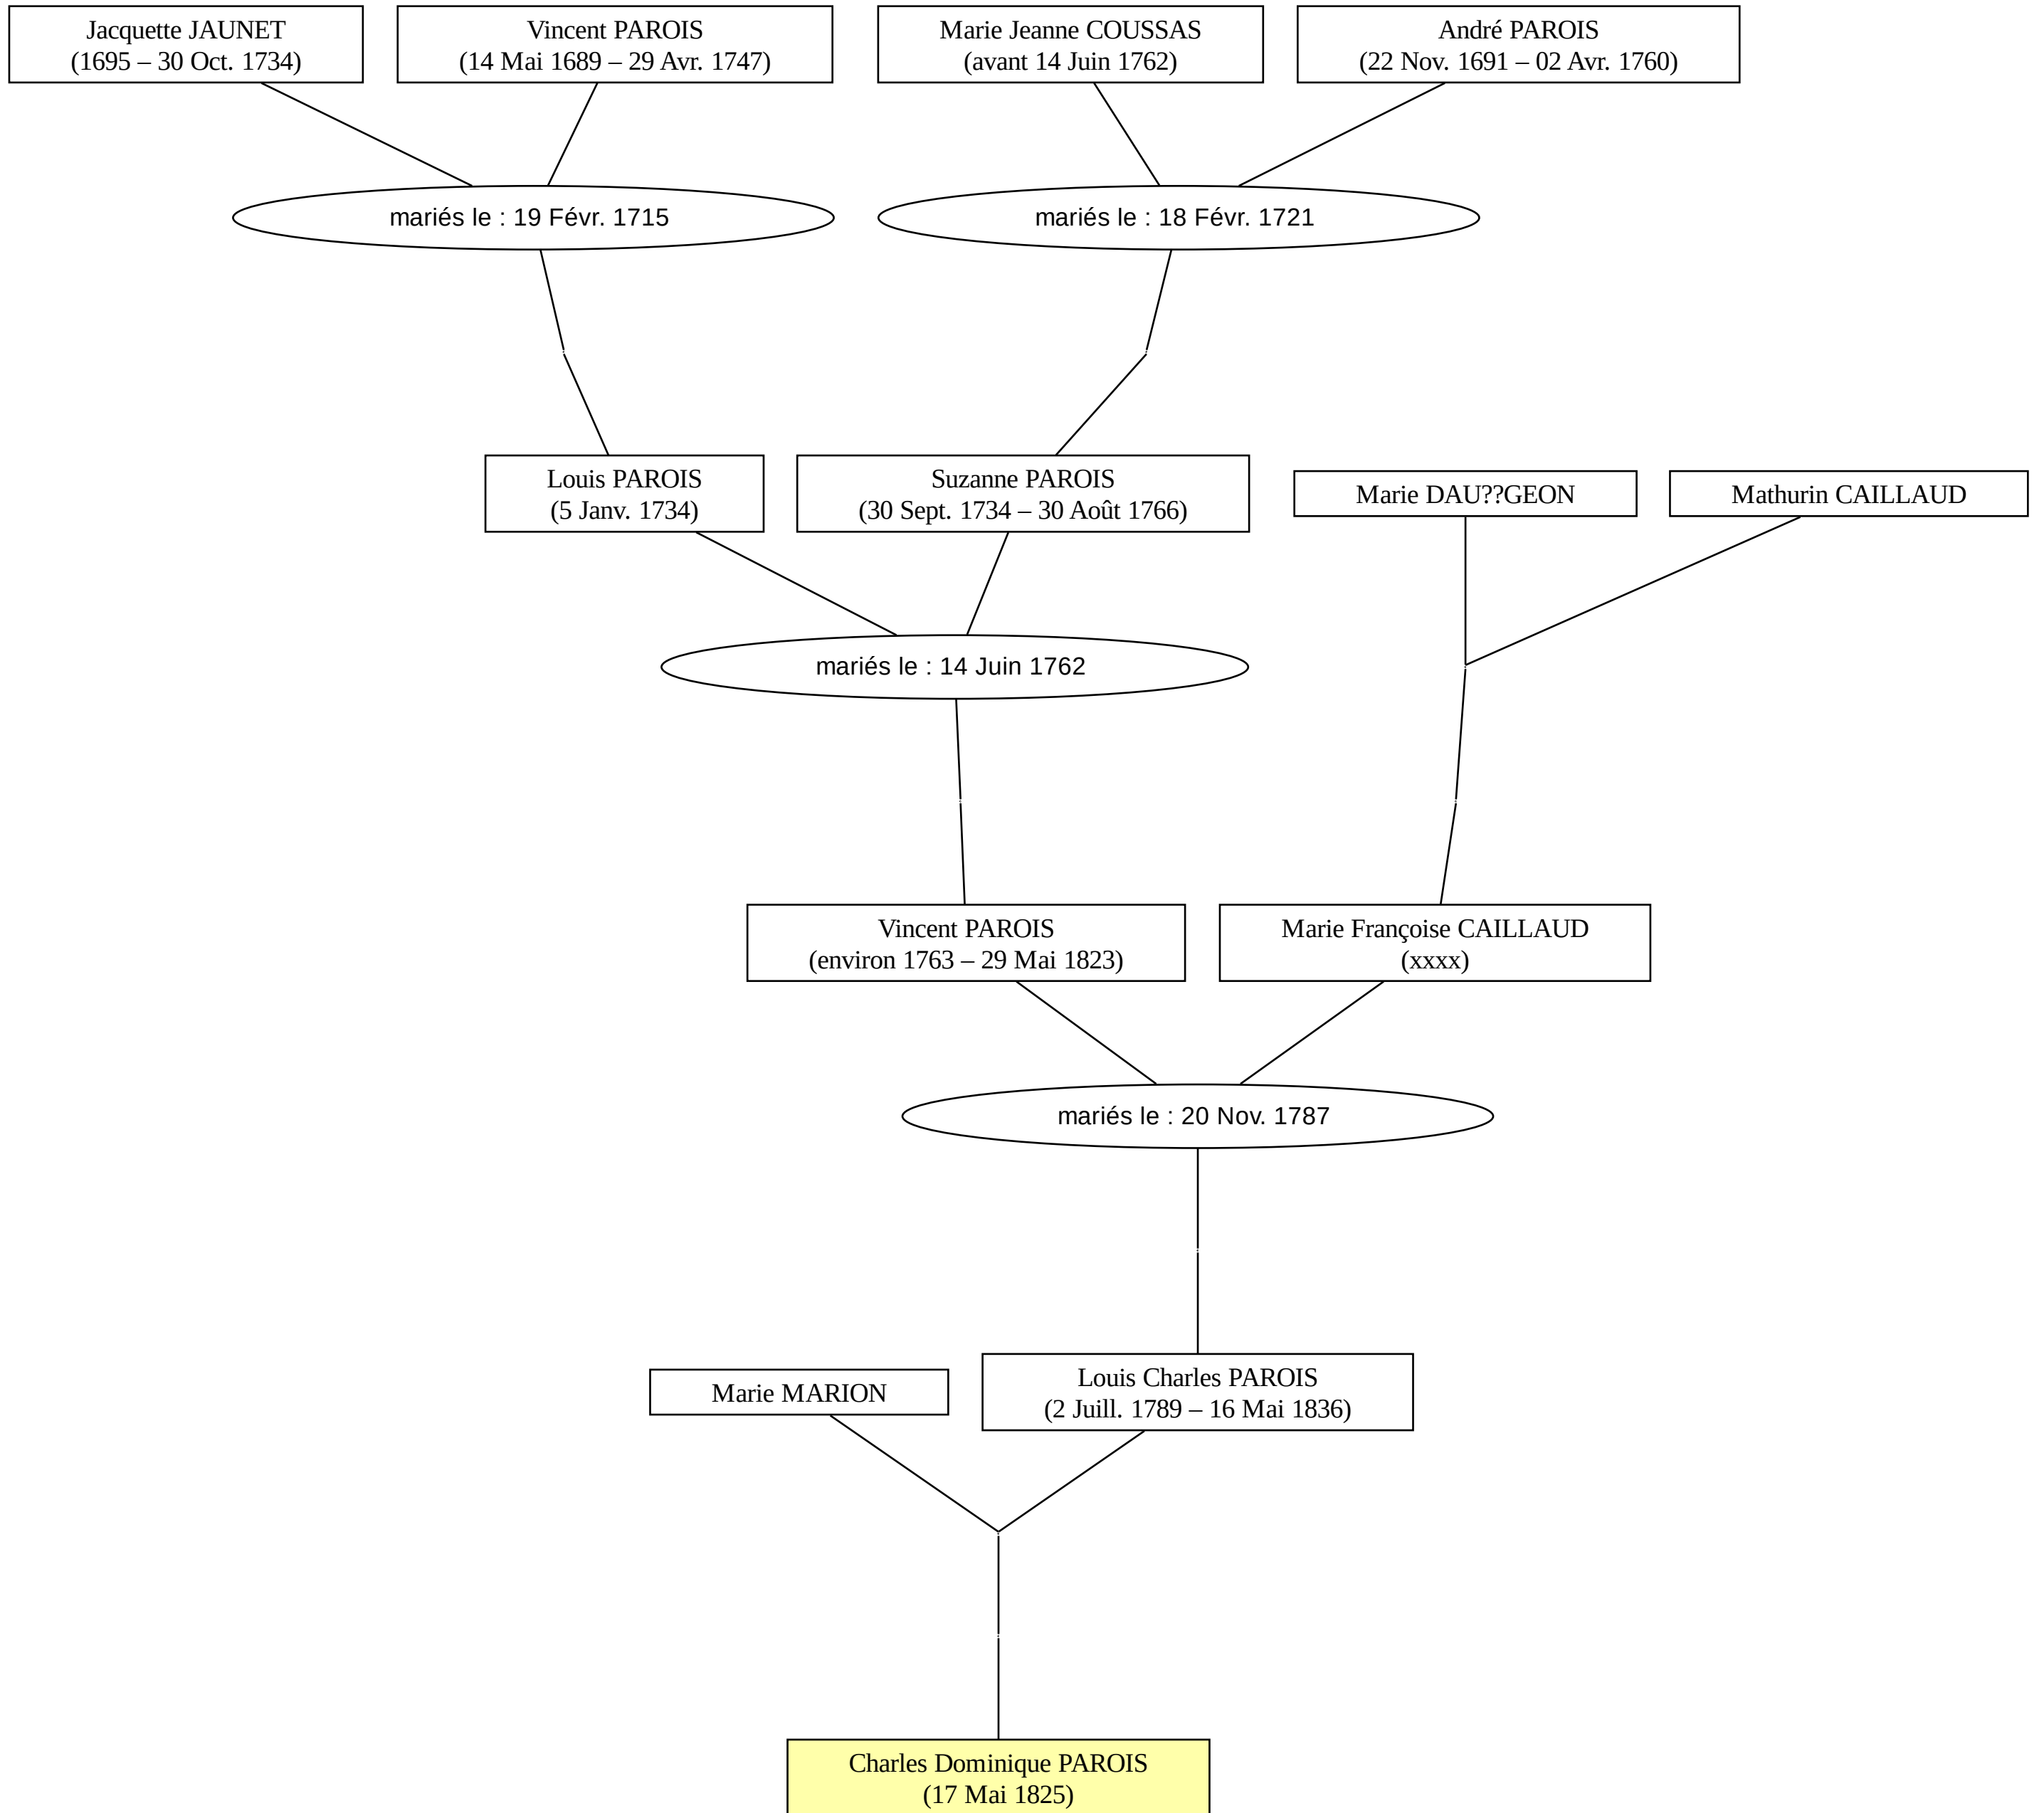 Jacquette JAUNET
(1695 – 30 Oct. 1734)
Vincent PAROIS
(14 Mai 1689 – 29 Avr. 1747)
Marie Jeanne COUSSAS
(avant 14 Juin 1762)
André PAROIS
(22 Nov. 1691 – 02 Avr. 1760)
mariés le : 19 Févr. 1715
mariés le : 18 Févr. 1721
Louis PAROIS
(5 Janv. 1734)
Suzanne PAROIS
(30 Sept. 1734 – 30 Août 1766)
Marie DAU??GEON
Mathurin CAILLAUD
mariés le : 14 Juin 1762
Vincent PAROIS
(environ 1763 – 29 Mai 1823)
Marie Françoise CAILLAUD
(xxxx)
mariés le : 20 Nov. 1787
Marie MARION
Louis Charles PAROIS
(2 Juill. 1789 – 16 Mai 1836)
Charles Dominique PAROIS
(17 Mai 1825)